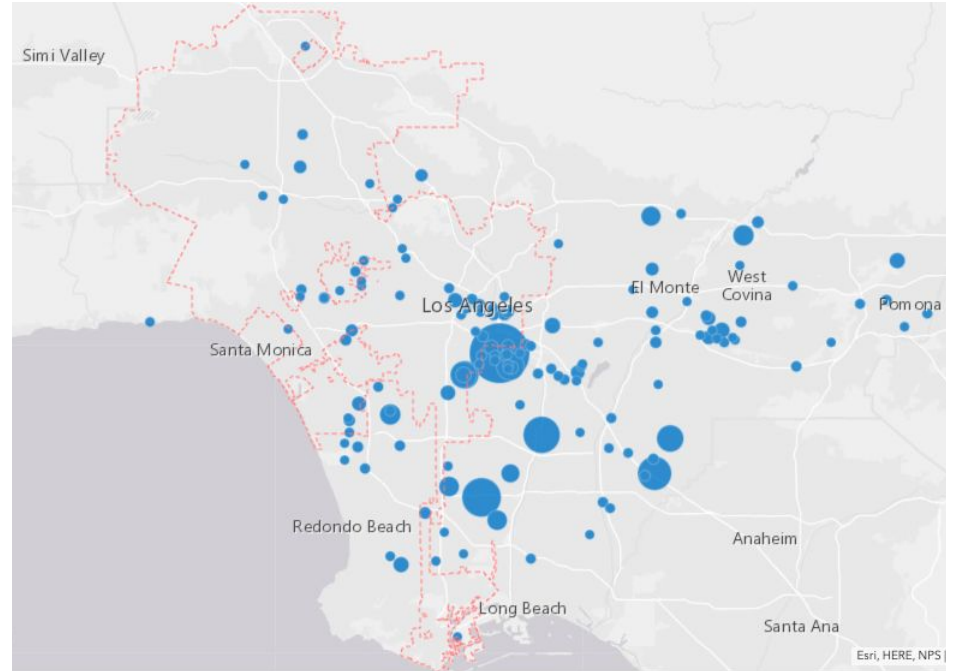 Simi Valley
El Monte
West
Covina
Los Angeles
Pomona
Santa Monica
Redondo Beach
Anaheim
Long Beach
Santa Ana
Esri, HERE, NPS |